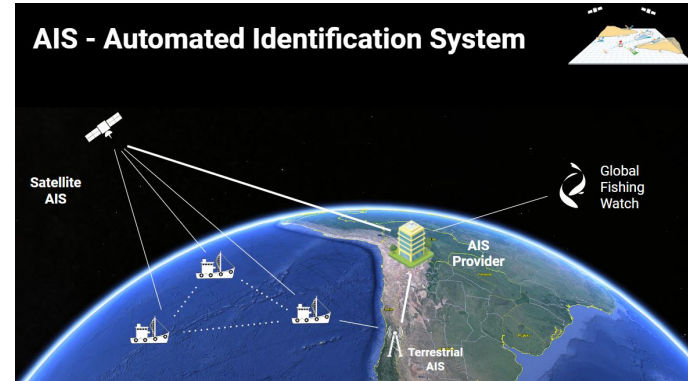 AIS - Automated Identification System
Satellite
AIS
Global
Fishing
Watch
AIS
Provider
Terrestrial
AIS